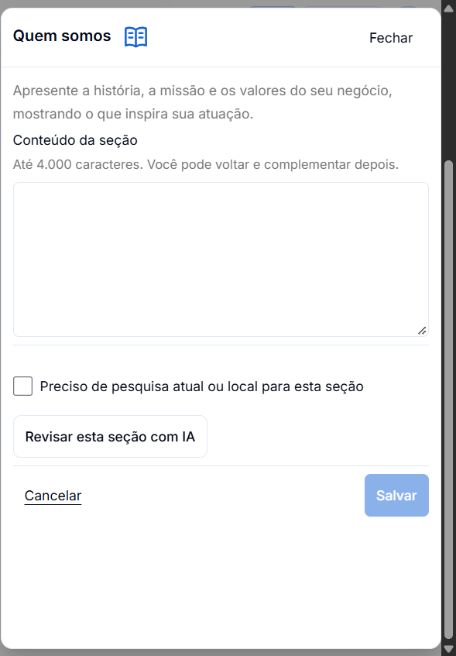 Quem somos
Fechar
Apresente a história, a missão e os valores do seu negócio,
mostrando o que inspira sua atuação.
Conteúdo da seção
Até 4.000 caracteres. Você pode voltar e complementar depois.
Preciso de pesquisa atual ou local para esta seção
Revisar esta seção com IA
Cancelar
Salvar